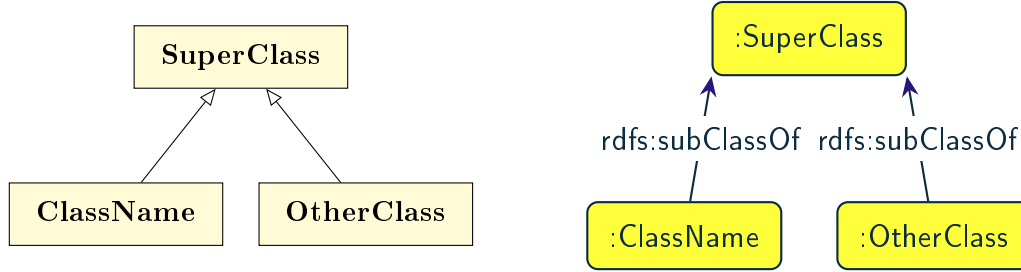 SuperClass
ClassName
OtherClass
:SuperClass
rdfs:subClassOf
rdfs:subClassOf
:ClassName
:OtherClass